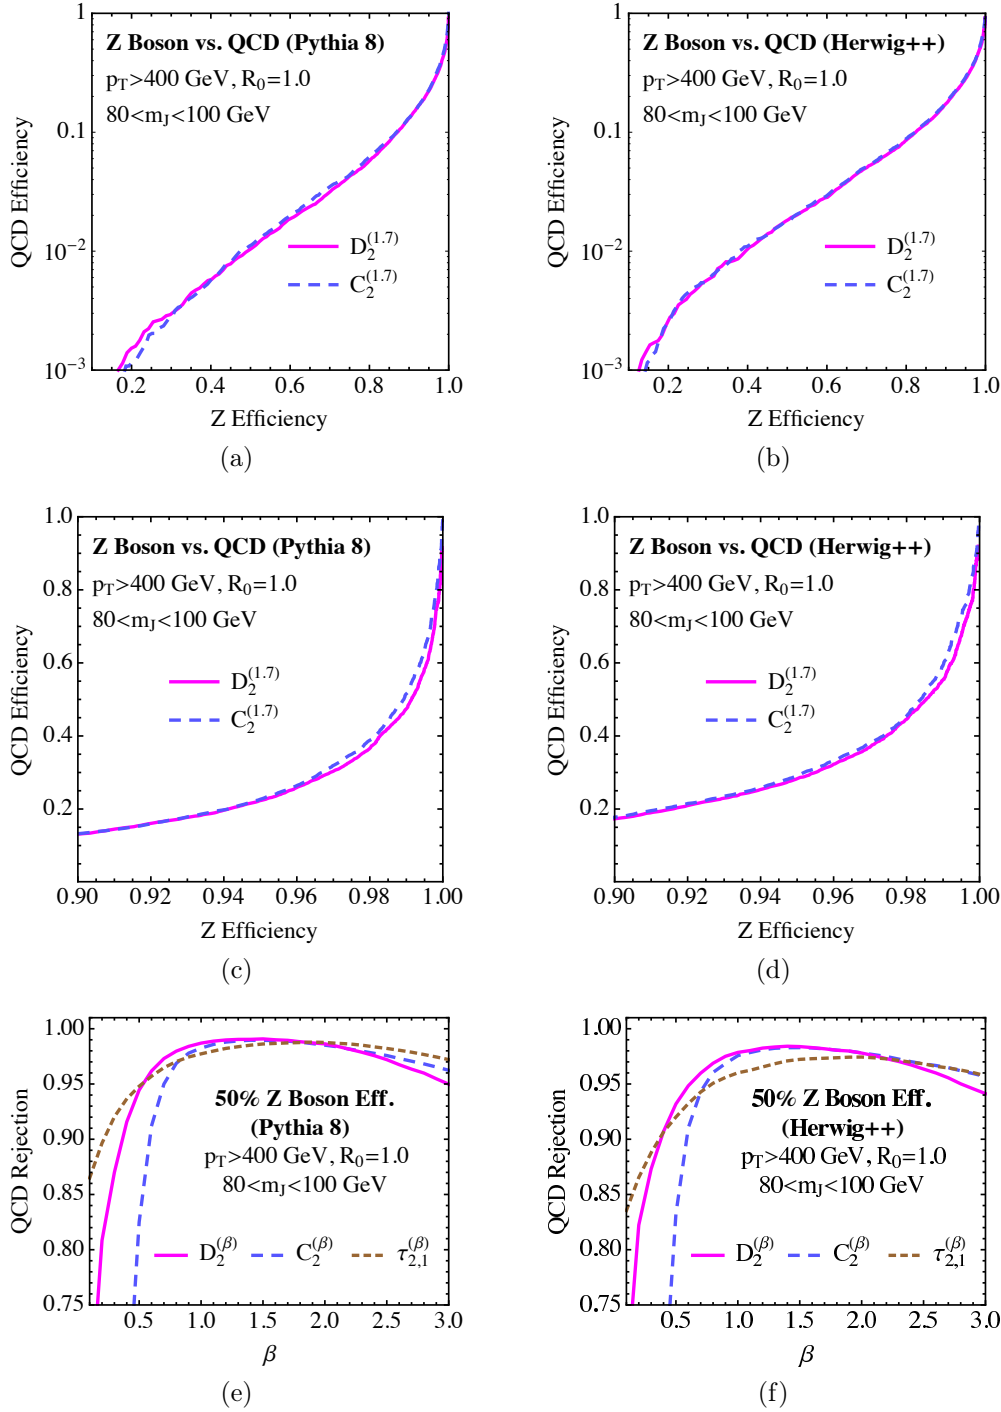 1
0.1
10⁻²
10⁻³
QCD Efficiency
Z Boson vs. QCD (Pythia 8)
p_T>400 GeV, R₀=1.0
80<m_J<100 GeV
D₂^(1.7)
C₂^(1.7)
0.2 0.4 0.6 0.8 1.0
Z Efficiency
(a)
1
0.1
10⁻²
10⁻³
QCD Efficiency
Z Boson vs. QCD (Herwig++)
p_T>400 GeV, R₀=1.0
80<m_J<100 GeV
D₂^(1.7)
C₂^(1.7)
0.2 0.4 0.6 0.8 1.0
Z Efficiency
(b)
1.0
0.8
0.6
0.4
0.2
QCD Efficiency
Z Boson vs. QCD (Pythia 8)
p_T>400 GeV, R₀=1.0
80<m_J<100 GeV
D₂^(1.7)
C₂^(1.7)
0.90 0.92 0.94 0.96 0.98 1.00
Z Efficiency
(c)
1.0
0.8
0.6
0.4
0.2
QCD Efficiency
Z Boson vs. QCD (Herwig++)
p_T>400 GeV, R₀=1.0
80<m_J<100 GeV
D₂^(1.7)
C₂^(1.7)
0.90 0.92 0.94 0.96 0.98 1.00
Z Efficiency
(d)
1.00
0.95
0.90
0.85
0.80
0.75
QCD Rejection
50% Z Boson Eff.
(Pythia 8)
p_T>400 GeV, R₀=1.0
80<m_J<100 GeV
D₂^(β) C₂^(β) τ₂,₁^(β)
0.5 1.0 1.5 2.0 2.5 3.0
β
(e)
1.00
0.95
0.90
0.85
0.80
0.75
QCD Rejection
50% Z Boson Eff.
(Herwig++)
p_T>400 GeV, R₀=1.0
80<m_J<100 GeV
D₂^(β) C₂^(β) τ₂,₁^(β)
0.5 1.0 1.5 2.0 2.5 3.0
β
(f)